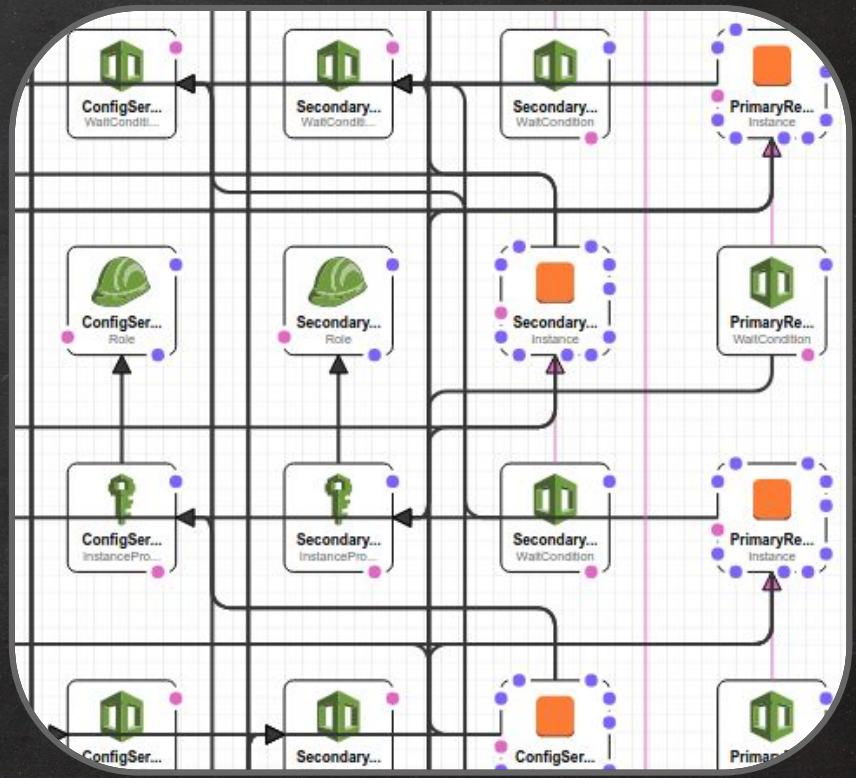 ConfigSer...
WaitConditi...
Secondary...
WaitConditi...
Secondary...
WaitCondition
PrimaryRe...
Instance
ConfigSer...
Role
Secondary...
Role
Secondary...
Instance
PrimaryRe...
WaitCondition
ConfigSer...
InstancePro...
Secondary...
InstancePro...
Secondary...
WaitCondition
PrimaryRe...
Instance
ConfigSer...
Secondary...
ConfigSer...